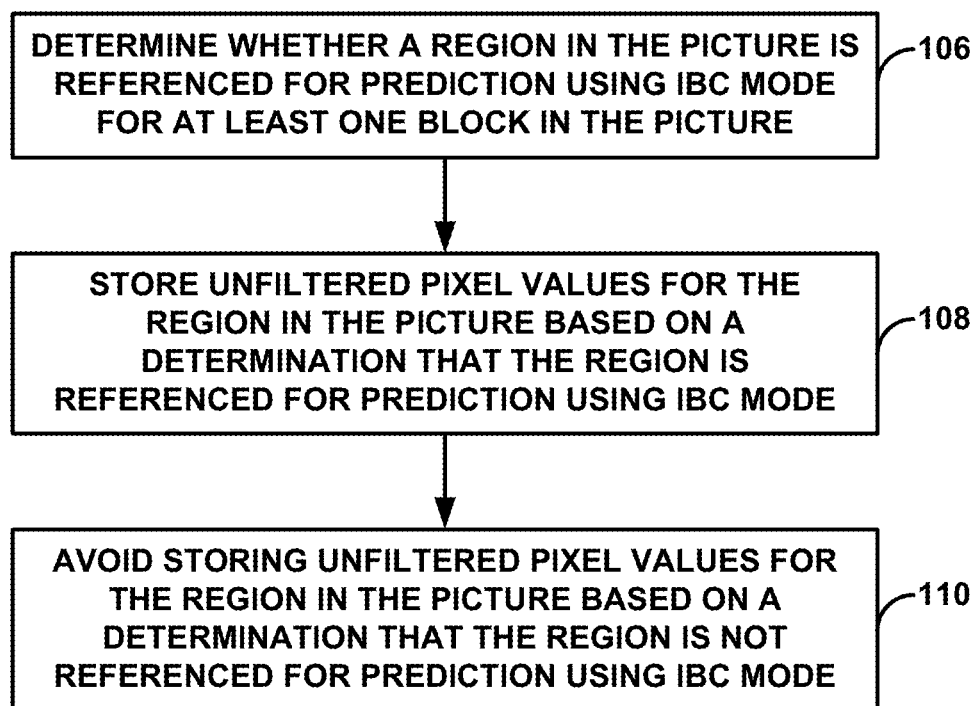 DETERMINE WHETHER A REGION IN THE PICTURE IS
REFERENCED FOR PREDICTION USING IBC MODE
FOR AT LEAST ONE BLOCK IN THE PICTURE
106
STORE UNFILTERED PIXEL VALUES FOR THE
REGION IN THE PICTURE BASED ON A
DETERMINATION THAT THE REGION IS
REFERENCED FOR PREDICTION USING IBC MODE
108
AVOID STORING UNFILTERED PIXEL VALUES FOR
THE REGION IN THE PICTURE BASED ON A
DETERMINATION THAT THE REGION IS NOT
REFERENCED FOR PREDICTION USING IBC MODE
110